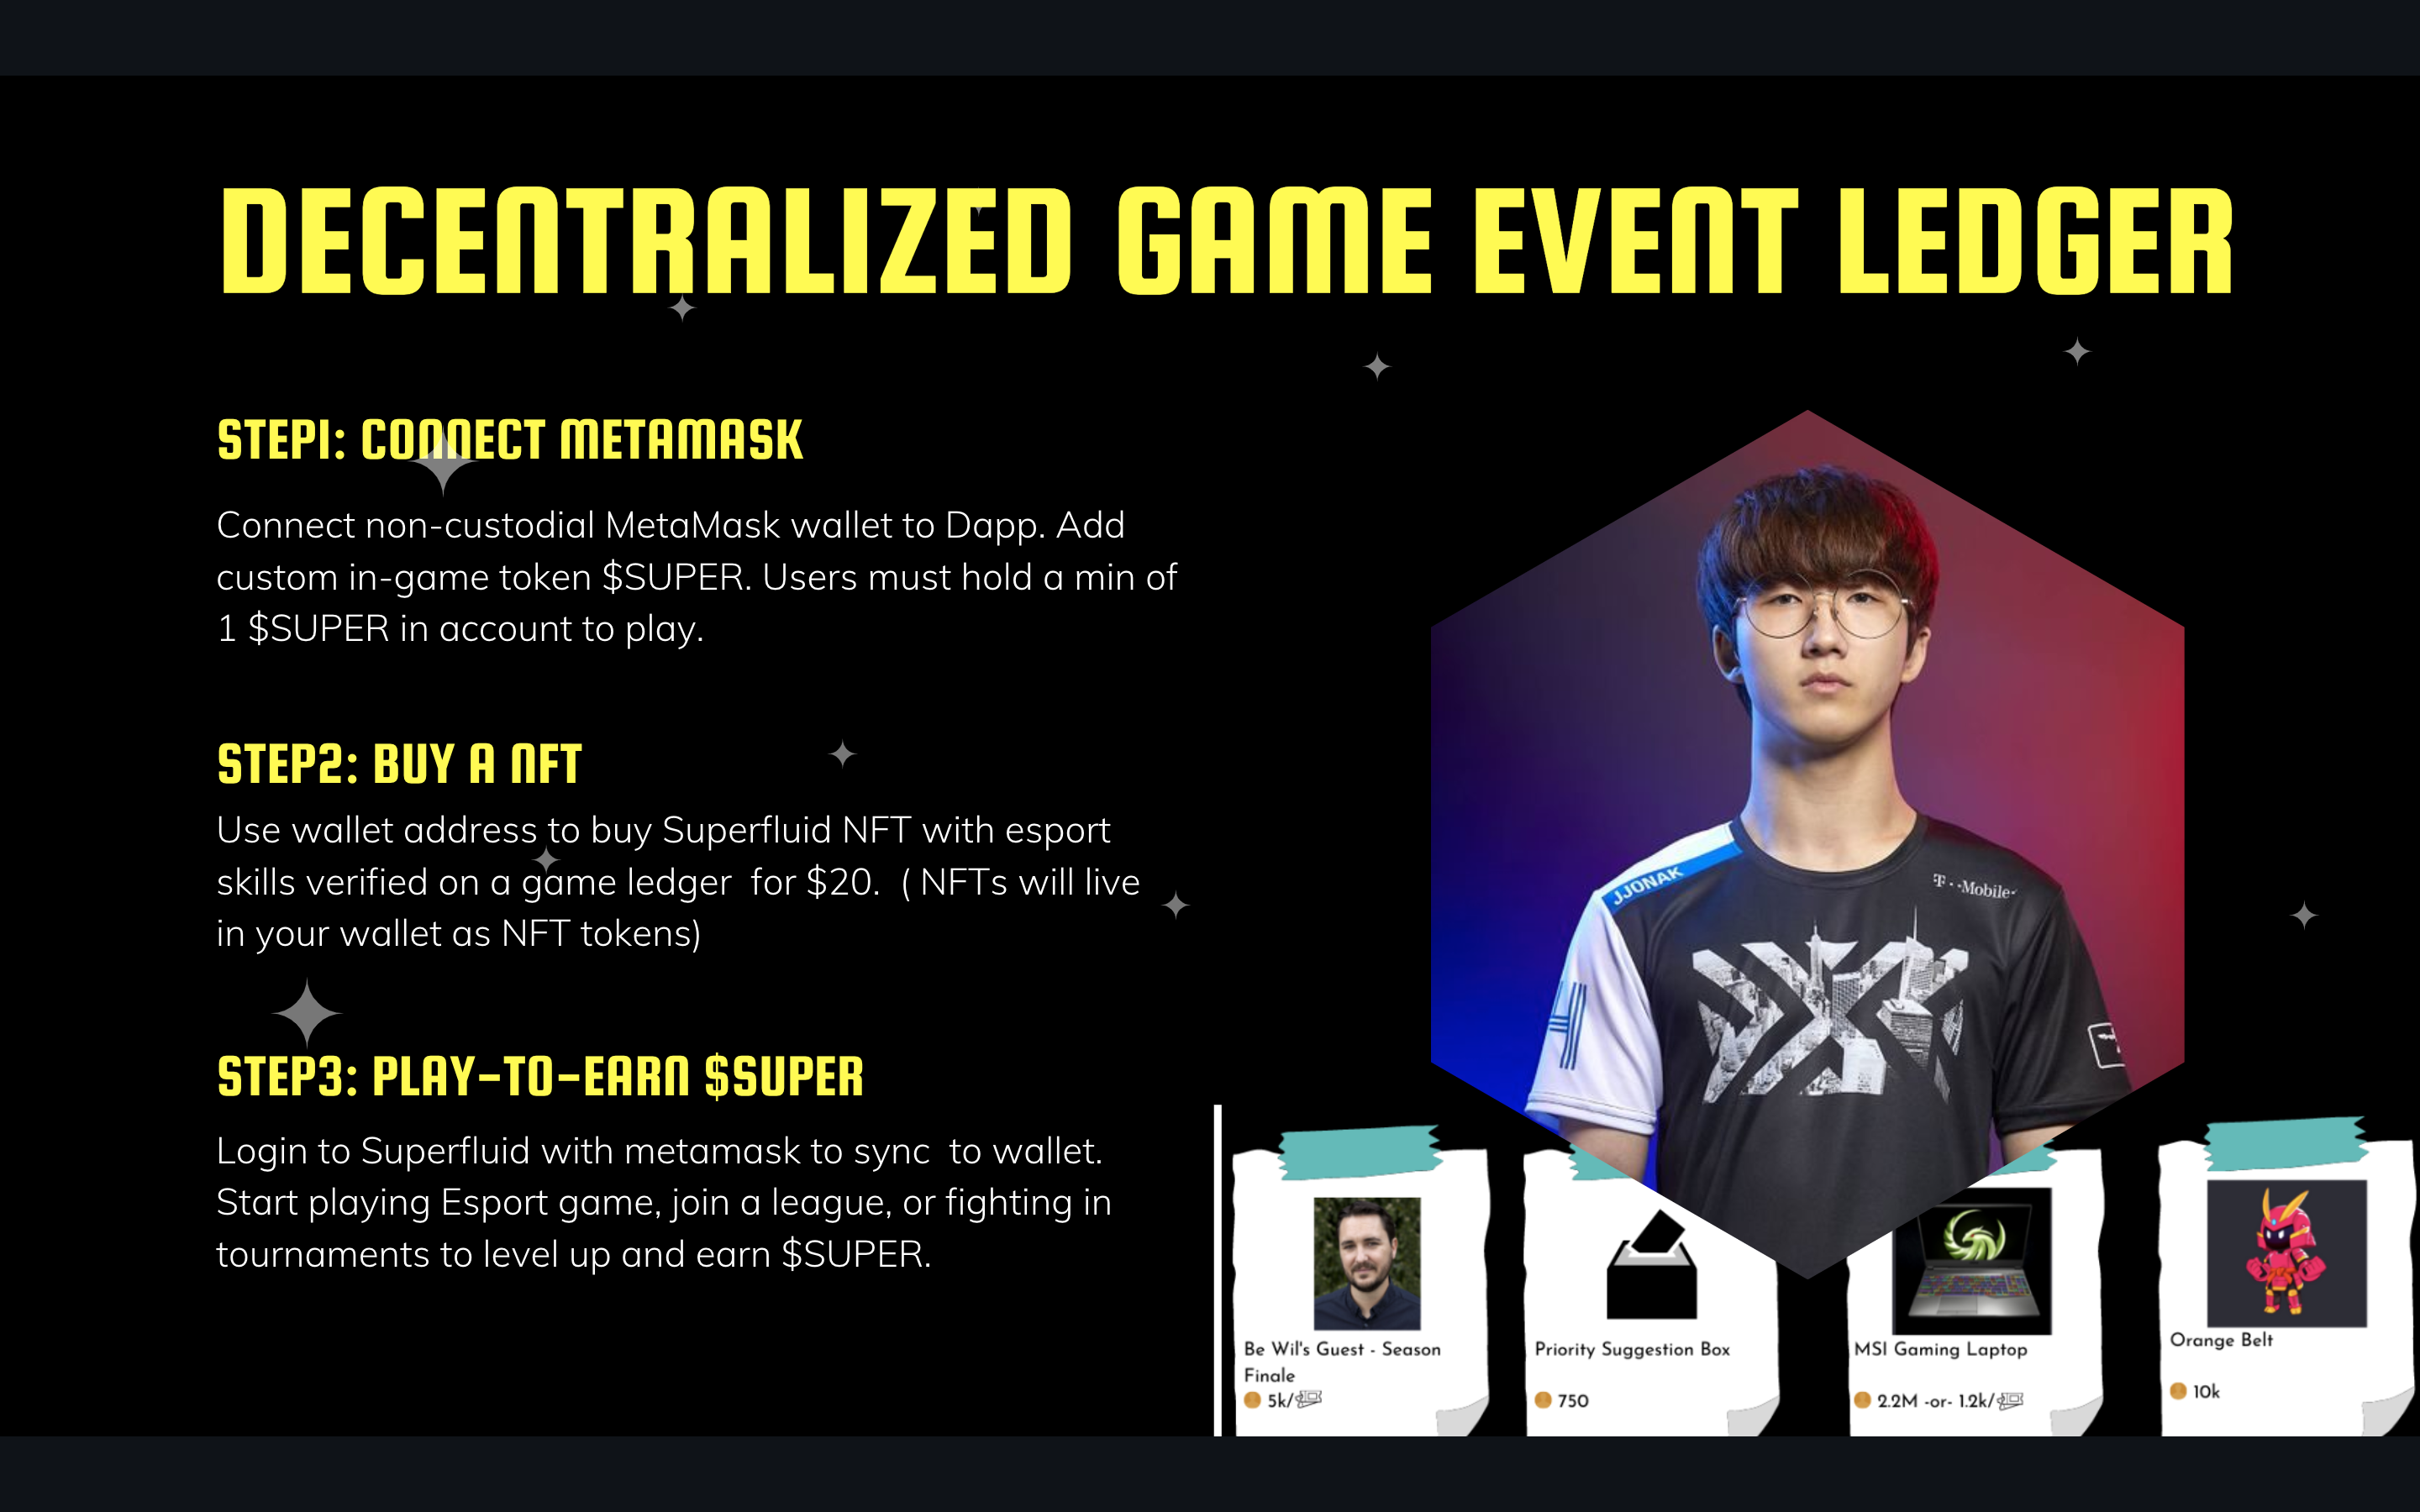 DECENTRALIZED GAME EVENT LEDGER
STEP1: CONNECT METAMASK
Connect non-custodial MetaMask wallet to Dapp. Add
custom in-game token $SUPER. Users must hold a min of
1 $SUPER in account to play.
STEP2: BUY A NFT
Use wallet address to buy Superfluid NFT with esport
skills verified on a game ledger for $20. ( NFTs will live
in your wallet as NFT tokens)
STEP3: PLAY-TO-EARN $SUPER
Login to Superfluid with metamask to sync to wallet.
Start playing Esport game, join a league, or fighting in
tournaments to level up and earn $SUPER.
JJONAK
T··Mobile·
Be Wil's Guest - Season
Finale
5k/
Priority Suggestion Box
750
MSI Gaming Laptop
2.2M -or- 1.2k/
Orange Belt
10k